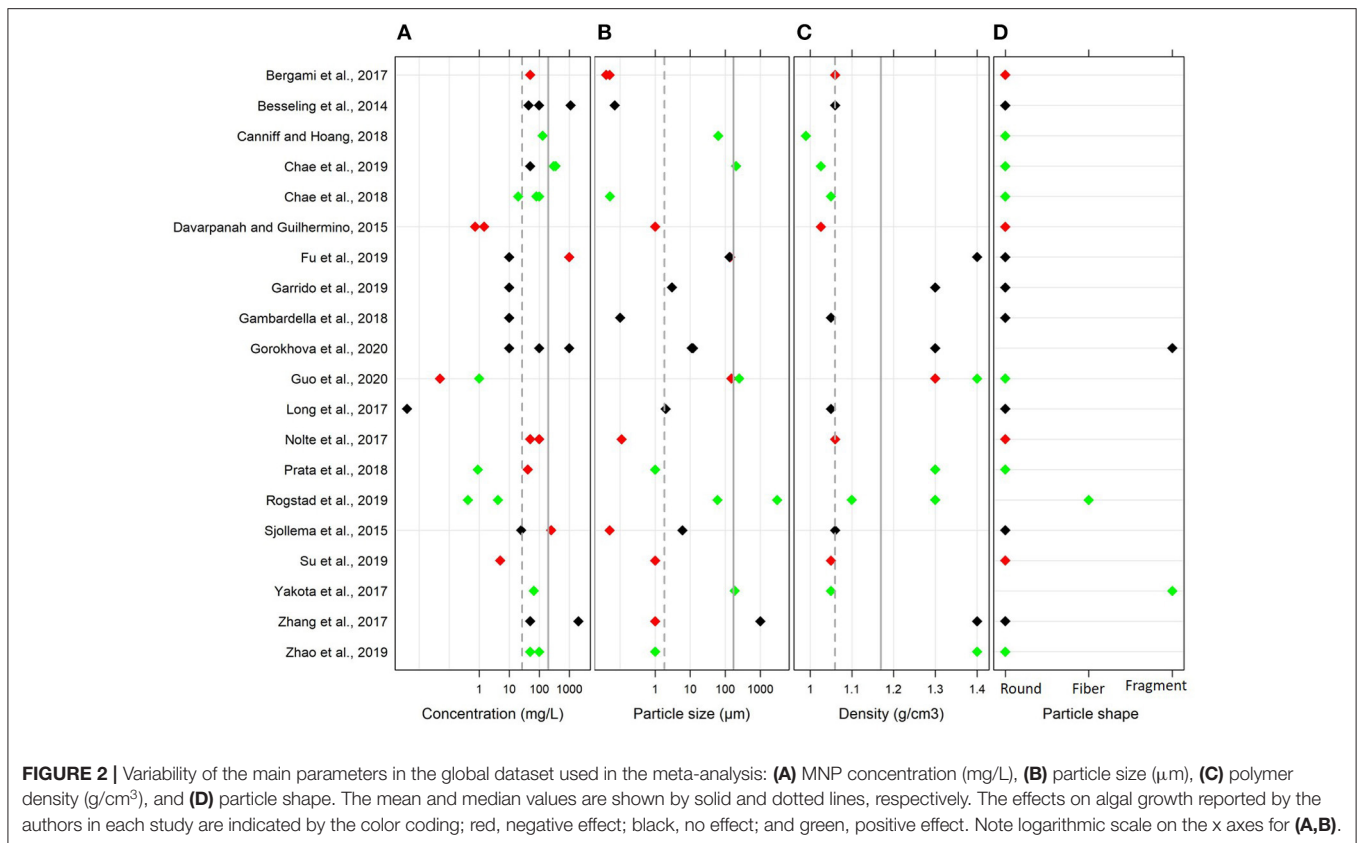 A B C D
Bergami et al., 2017
Besseling et al., 2014
Canniff and Hoang, 2018
Chae et al., 2019
Chae et al., 2018
Davarpanah and Guilhermino, 2015
Fu et al., 2019
Garrido et al., 2019
Gambardella et al., 2018
Gorokhova et al., 2020
Guo et al., 2020
Long et al., 2017
Nolte et al., 2017
Prata et al., 2018
Rogstad et al., 2019
Sjollema et al., 2015
Su et al., 2019
Yakota et al., 2017
Zhang et al., 2017
Zhao et al., 2019
1 10 100 1000
Concentration (mg/L)
1 10 100 1000
Particle size (μm)
1 1.1 1.2 1.3 1.4
Density (g/cm3)
Round Fiber Fragment
Particle shape
FIGURE 2 | Variability of the main parameters in the global dataset used in the meta-analysis: (A) MNP concentration (mg/L), (B) particle size (μm), (C) polymer
density (g/cm³), and (D) particle shape. The mean and median values are shown by solid and dotted lines, respectively. The effects on algal growth reported by the
authors in each study are indicated by the color coding; red, negative effect; black, no effect; and green, positive effect. Note logarithmic scale on the x axes for (A,B).